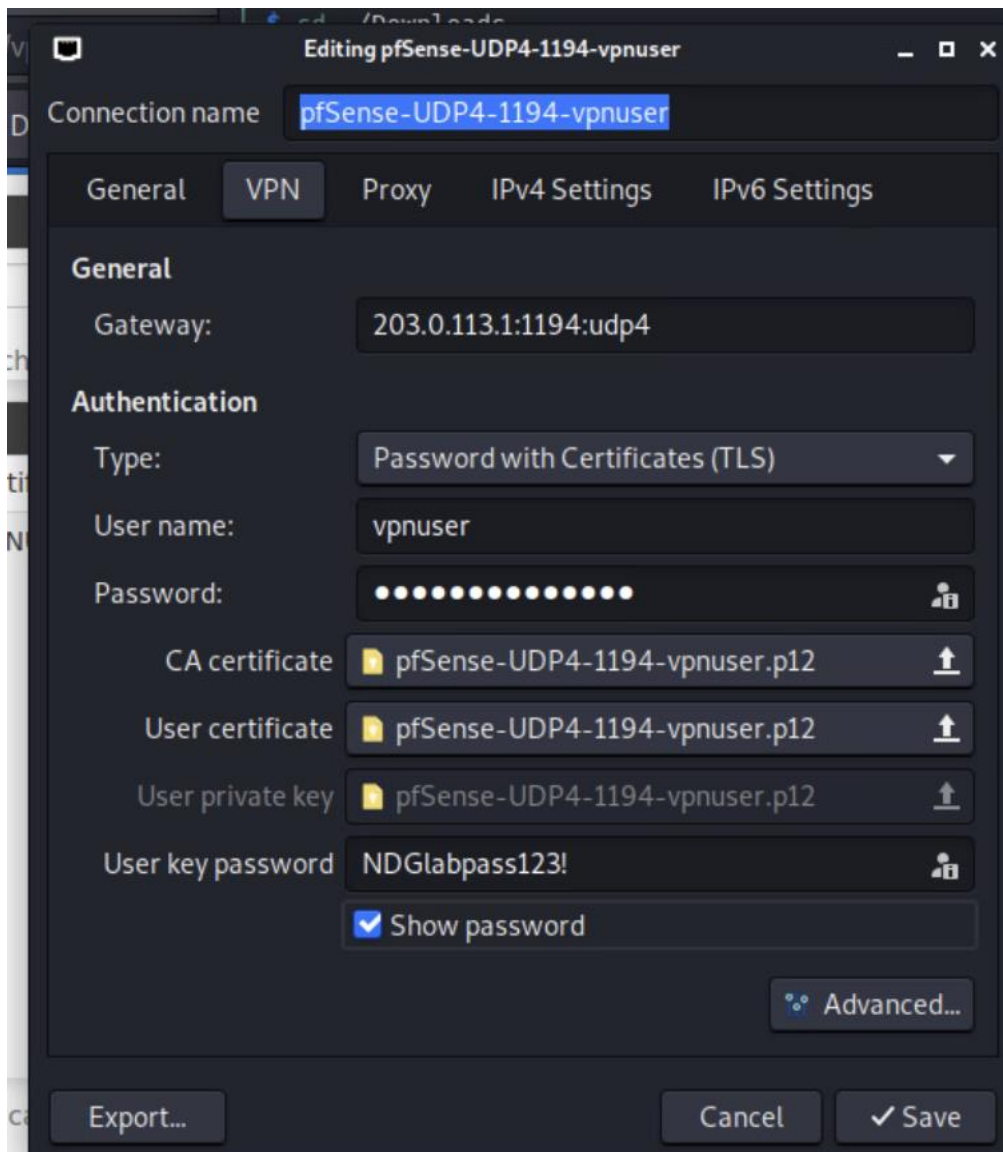 $ cd /Downloads
Editing pfSense-UDP4-1194-vpnuser
Connection name pfSense-UDP4-1194-vpnuser
General VPN Proxy IPv4 Settings IPv6 Settings
General
Gateway: 203.0.113.1:1194:udp4
Authentication
Type: Password with Certificates (TLS)
User name: vpnuser
Password: ••••••••••••••
CA certificate pfSense-UDP4-1194-vpnuser.p12
User certificate pfSense-UDP4-1194-vpnuser.p12
User private key pfSense-UDP4-1194-vpnuser.p12
User key password NDGlabpass123!
Show password
Advanced...
Export... Cancel Save